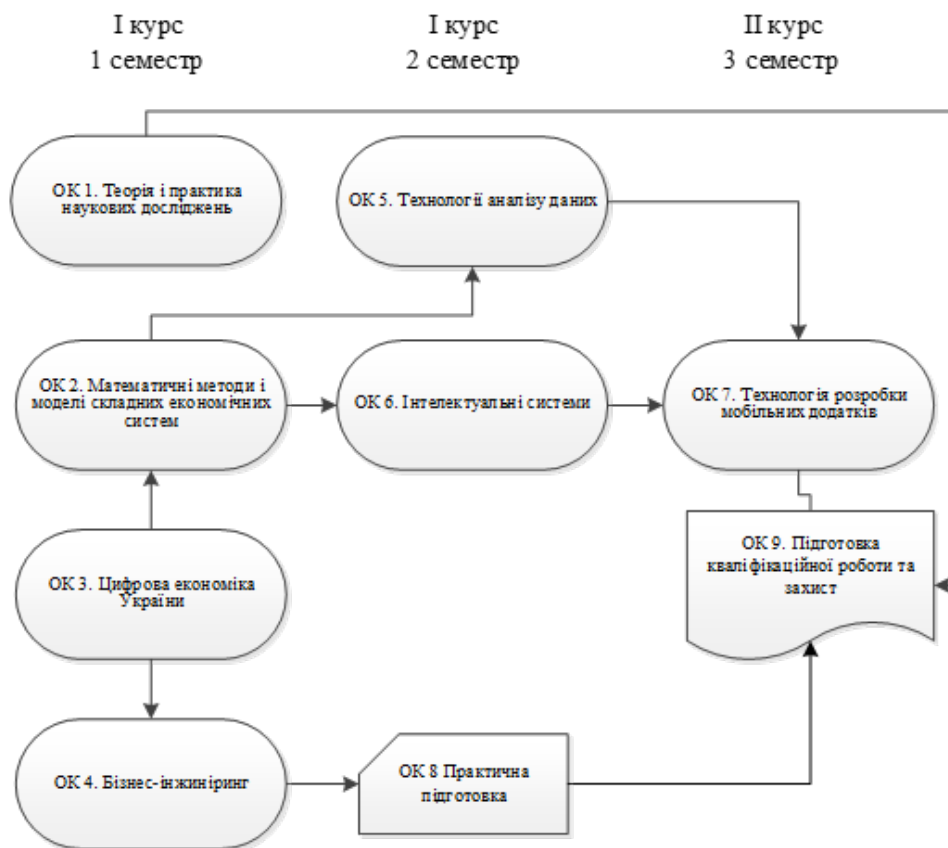 І курс
1 семестр
І курс
2 семестр
ІІ курс
3 семестр
ОК 1. Теорія і практика
наукових досліджень
ОК 5. Технології аналізу даних
ОК 2. Математичні методи і
моделі складних економічних
систем
ОК 6. Інтелектуальні системи
ОК 7. Технологія розробки
мобільних додатків
ОК 3. Цифрова економіка
України
ОК 9. Підготовка
кваліфікаційної роботи та
захист
ОК 4. Бізнес-інжиніринг
ОК 8 Практична
підготовка